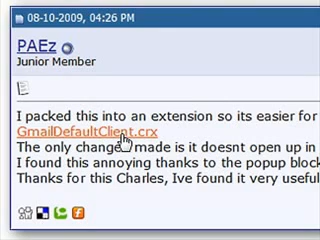 08-10-2009, 04:26 PM
PAEz
Junior Member
I packed this into an extension so its easier for
GmailDefaultClient.crx
The only changes made is it doesnt open up in
I found this annoying thanks to the popup block
Thanks for this Charles, Ive found it very useful